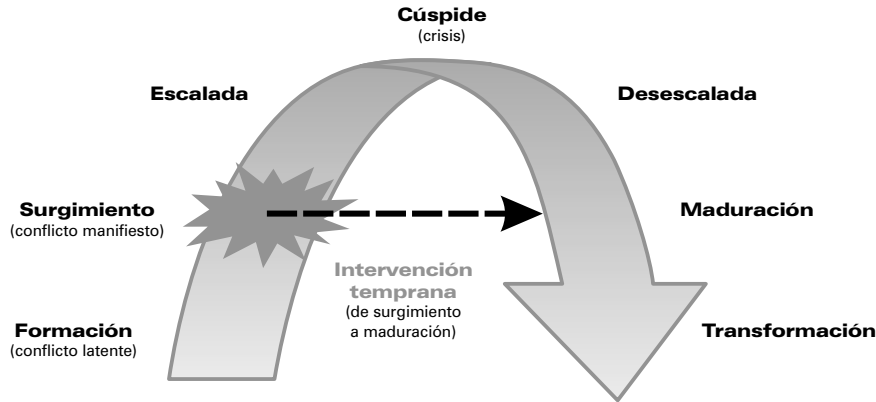 Cúspide
(crisis)
Escalada
Desescalada
Surgimiento
(conflicto manifiesto)
Maduración
Intervención
temprana
(de surgimiento
a maduración)
Formación
(conflicto latente)
Transformación